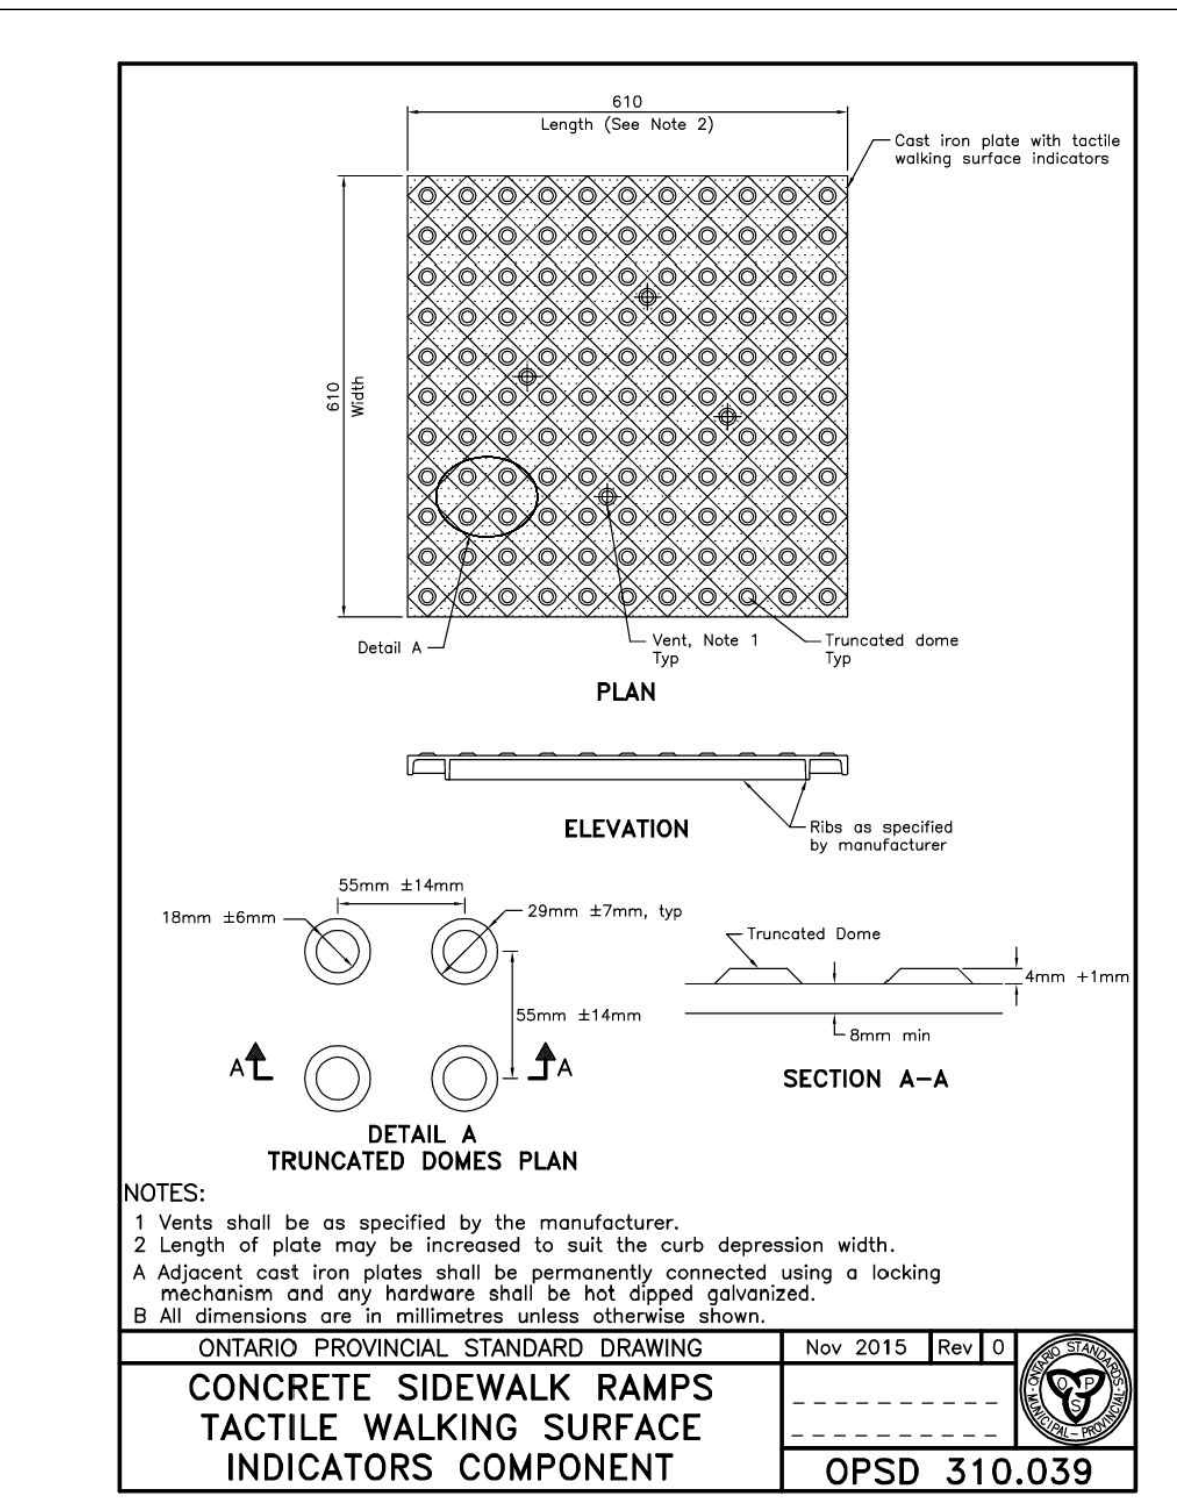 610
Length (See Note 2)
Cast iron plate with tactile
walking surface indicators
610
Width
Detail A
Vent, Note 1
Typ
Truncated dome
Typ
PLAN
ELEVATION
Ribs as specified
by manufacturer
55mm ±14mm
18mm ±6mm
29mm ±7mm, typ
Truncated Dome
4mm +1mm
55mm ±14mm
8mm min
A
A
SECTION A-A
DETAIL A
TRUNCATED DOMES PLAN
NOTES:
1 Vents shall be as specified by the manufacturer.
2 Length of plate may be increased to suit the curb depression width.
A Adjacent cast iron plates shall be permanently connected using a locking
mechanism and any hardware shall be hot dipped galvanized.
B All dimensions are in millimetres unless otherwise shown.
ONTARIO PROVINCIAL STANDARD DRAWING
Nov 2015 Rev 0
CONCRETE SIDEWALK RAMPS
TACTILE WALKING SURFACE
INDICATORS COMPONENT
ONTARIO STANDARDS
MUNICIPAL - PROVINCIAL
O P
S
OPSD 310.039